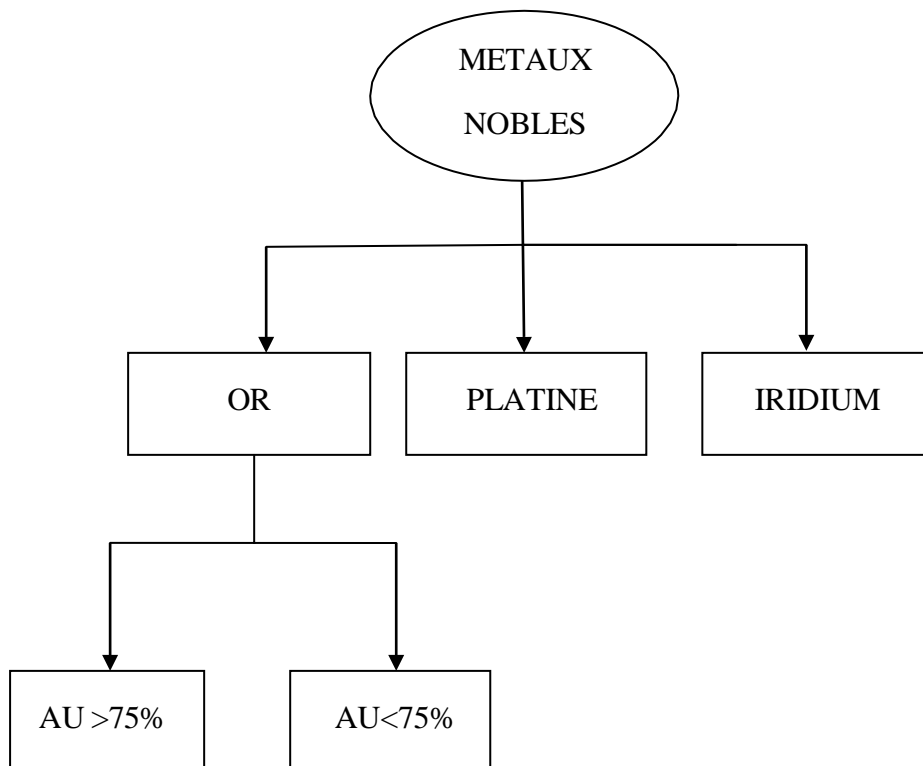 METAUX
NOBLES
OR
PLATINE
IRIDIUM
AU >75%
AU<75%